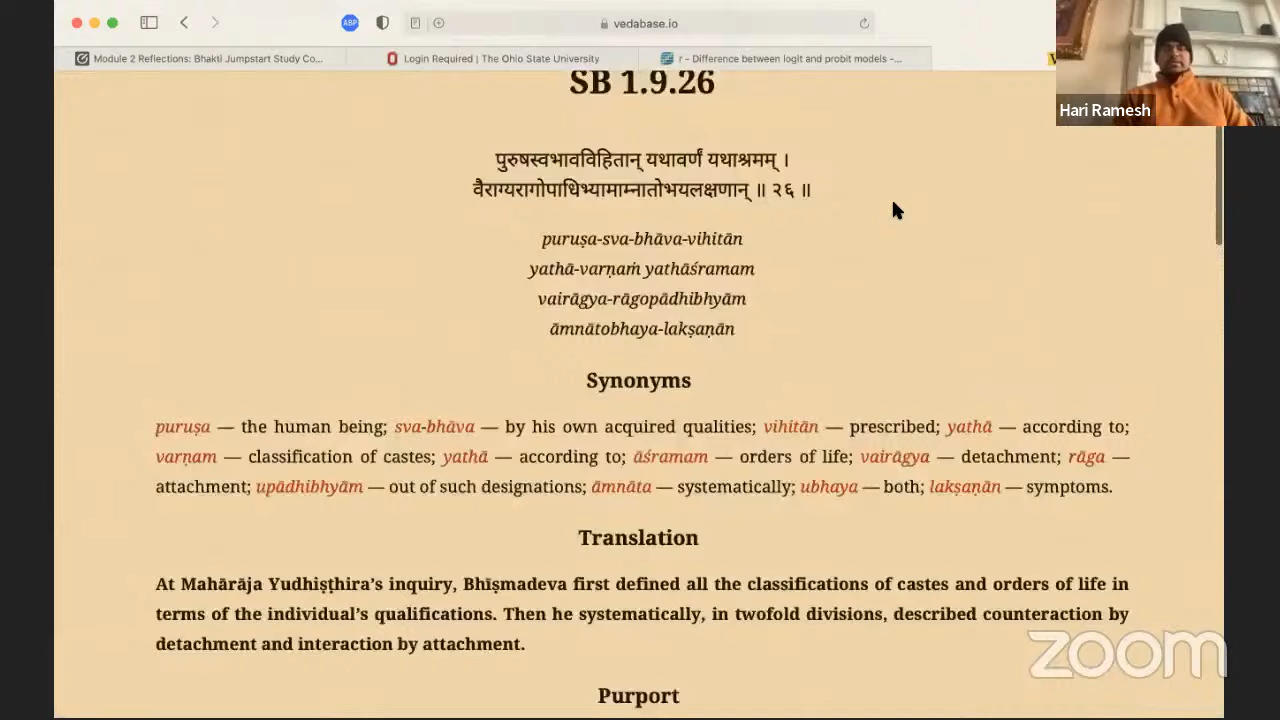 ABP
vedabase.io
Module 2 Reflections: Bhakti Jumpstart Study Co...
Login Required | The Ohio State University
r - Difference between logit and probit models -...
Hari Ramesh
SB 1.9.26
पुरुषस्वभावविहितान् यथावर्णं यथाश्रमम् ।
वैराग्यरागोपाधिभ्यामाम्नातोभयलक्षणान् ॥ २६ ॥
puruṣa-sva-bhāva-vihitān
yathā-varṇaṁ yathāśramam
vairāgya-rāgopādhibhyām
āmnātobhaya-lakṣaṇān
Synonyms
puruṣa — the human being; sva-bhāva — by his own acquired qualities; vihitān — prescribed; yathā — according to;
varṇam — classification of castes; yathā — according to; āśramam — orders of life; vairāgya — detachment; rāga —
attachment; upādhibhyām — out of such designations; āmnāta — systematically; ubhaya — both; lakṣaṇān — symptoms.
Translation
At Mahārāja Yudhiṣṭhira’s inquiry, Bhīṣmadeva first defined all the classifications of castes and orders of life in
terms of the individual’s qualifications. Then he systematically, in twofold divisions, described counteraction by
detachment and interaction by attachment.
Purport
zoom